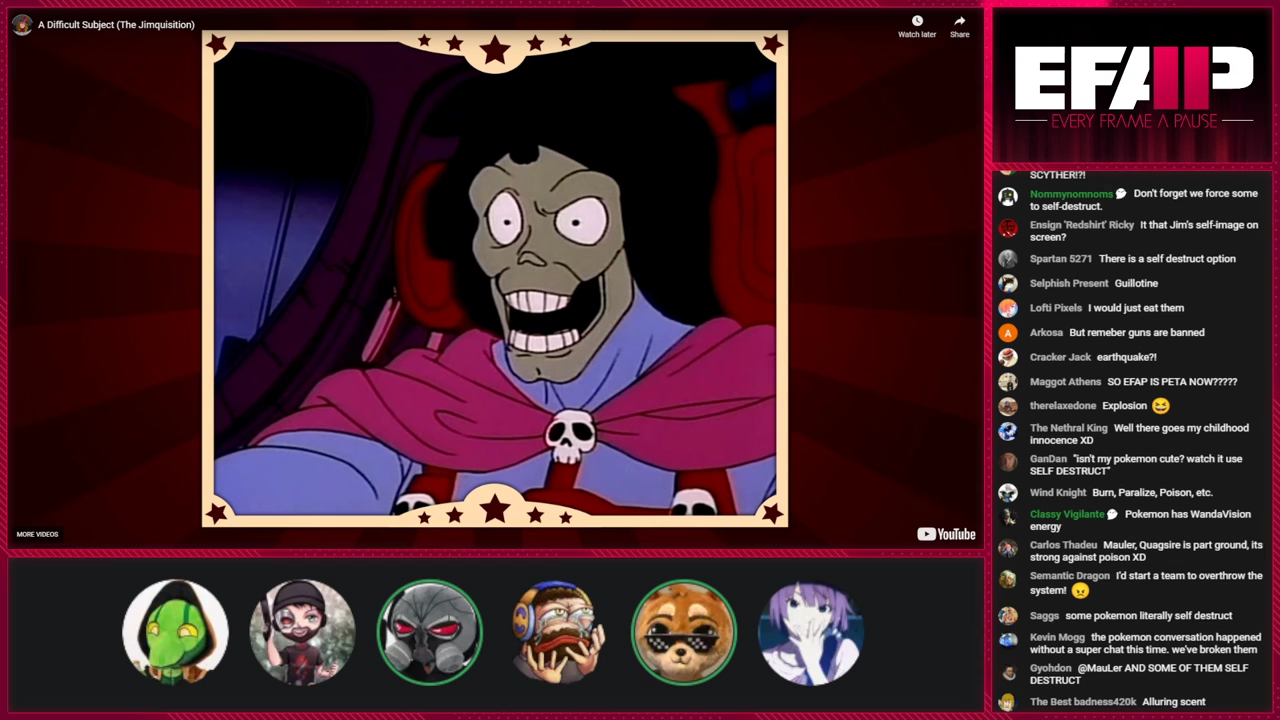 A Difficult Subject (The Jimquisition)
Watch later
Share
MORE VIDEOS
YouTube
EFAP
EVERY FRAME A PAUSE
SCYTHER!?!
Nommynomnoms Don't forget we force some
to self-destruct.
Ensign 'Redshirt' Ricky It that Jim's self-image on
screen?
Spartan 5271 There is a self destruct option
Selphish Present Guillotine
Lofti Pixels I would just eat them
A
Arkosa But remeber guns are banned
Cracker Jack earthquake?!
Maggot Athens SO EFAP IS PETA NOW?????
therelaxedone Explosion 😆
The Nethral King Well there goes my childhood
innocence XD
GanDan "isn't my pokemon cute? watch it use
SELF DESTRUCT"
Wind Knight Burn, Paralize, Poison, etc.
Classy Vigilante Pokemon has WandaVision
energy
Carlos Thadeu Mauler, Quagsire is part ground, its
strong against poison XD
Semantic Dragon I'd start a team to overthrow the
system! 😠
Saggs some pokemon literally self destruct
Kevin Mogg the pokemon conversation happened
without a super chat this time. we've broken them
Gyohdon @MauLer AND SOME OF THEM SELF
DESTRUCT
The Best badness420k Alluring scent